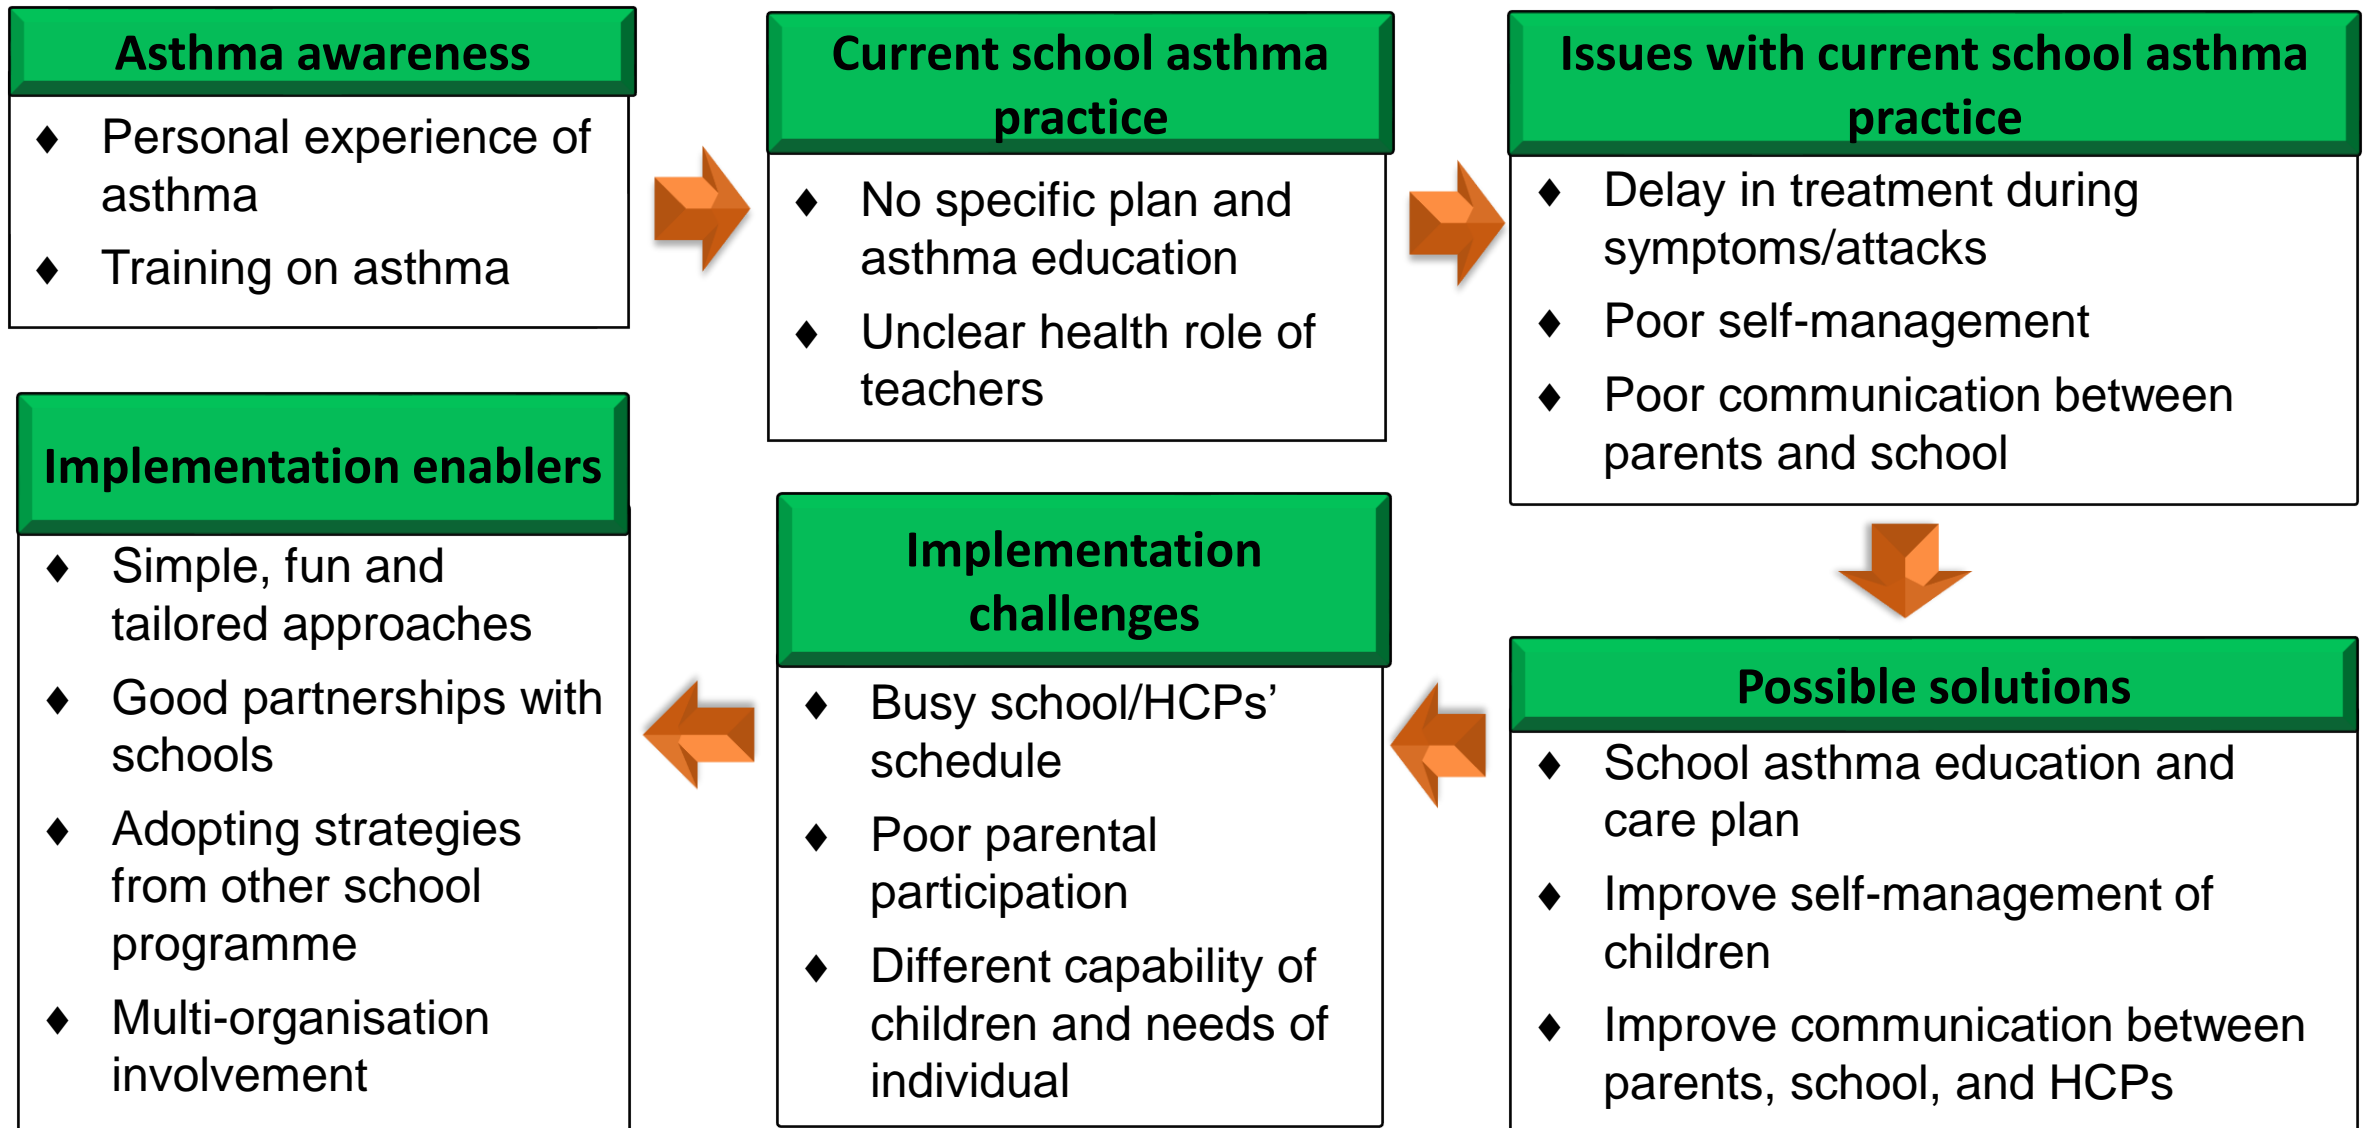 Asthma awareness
♦ Personal experience of
asthma
♦ Training on asthma
Current school asthma
practice
♦ No specific plan and
asthma education
♦ Unclear health role of
teachers
Issues with current school asthma
practice
♦ Delay in treatment during
symptoms/attacks
♦ Poor self-management
♦ Poor communication between
parents and school
Possible solutions
♦ School asthma education and
care plan
♦ Improve self-management of
children
♦ Improve communication between
parents, school, and HCPs
Implementation
challenges
♦ Busy school/HCPs’
schedule
♦ Poor parental
participation
♦ Different capability of
children and needs of
individual
Implementation enablers
♦ Simple, fun and
tailored approaches
♦ Good partnerships with
schools
♦ Adopting strategies
from other school
programme
♦ Multi-organisation
involvement